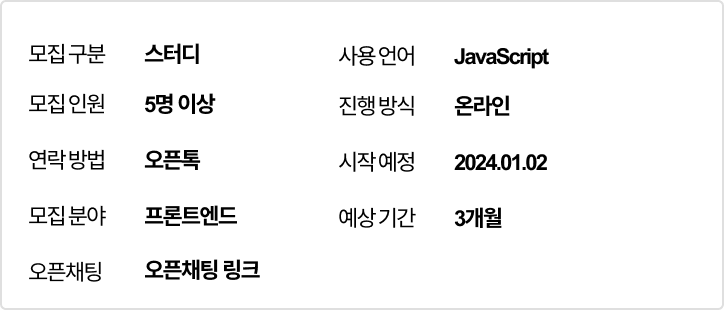 모집 구분 스터디 사용 언어 JavaScript
모집 인원 5명 이상 진행 방식 온라인
연락 방법 오픈톡 시작 예정 2024.01.02
모집 분야 프론트엔드 예상 기간 3개월
오픈채팅 오픈채팅 링크